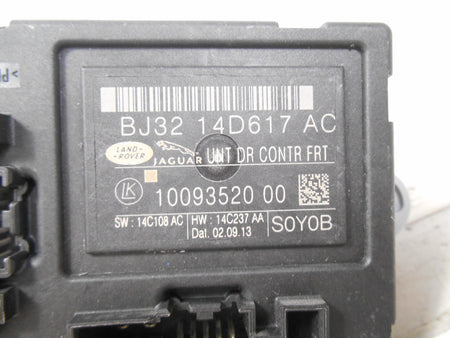 BJ32 14D617 AC
LAND-
ROVER
JAGUAR UNT DR CONTR FRT
LK
10093520 00
SW : 14C108 AC HW : 14C237 AA S0Y0B
Dat. 02.09.13